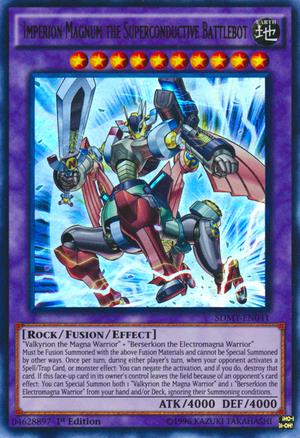 Imperion Magnum the Superconductive Battlebot
EARTH
地
SDMY-EN041
[Rock/Fusion/Effect]
"Valkyrion the Magna Warrior" + "Berserkion the Electromagna Warrior"
Must be Fusion Summoned with the above Fusion Materials and cannot be Special Summoned
by other ways. Once per turn, during either player's turn, when your opponent activates a
Spell/Trap Card, or monster effect: You can negate the activation, and if you do, destroy that
card. If this face-up card in its owner's control leaves the field because of an opponent's card
effect: You can Special Summon both 1 "Valkyrion the Magna Warrior" and 1 "Berserkion the
Electromagna Warrior" from your hand and/or Deck, ignoring their Summoning conditions.
ATK/4000 DEF/4000
04628897
1st Edition
©1996 KAZUKI TAKAHASHI